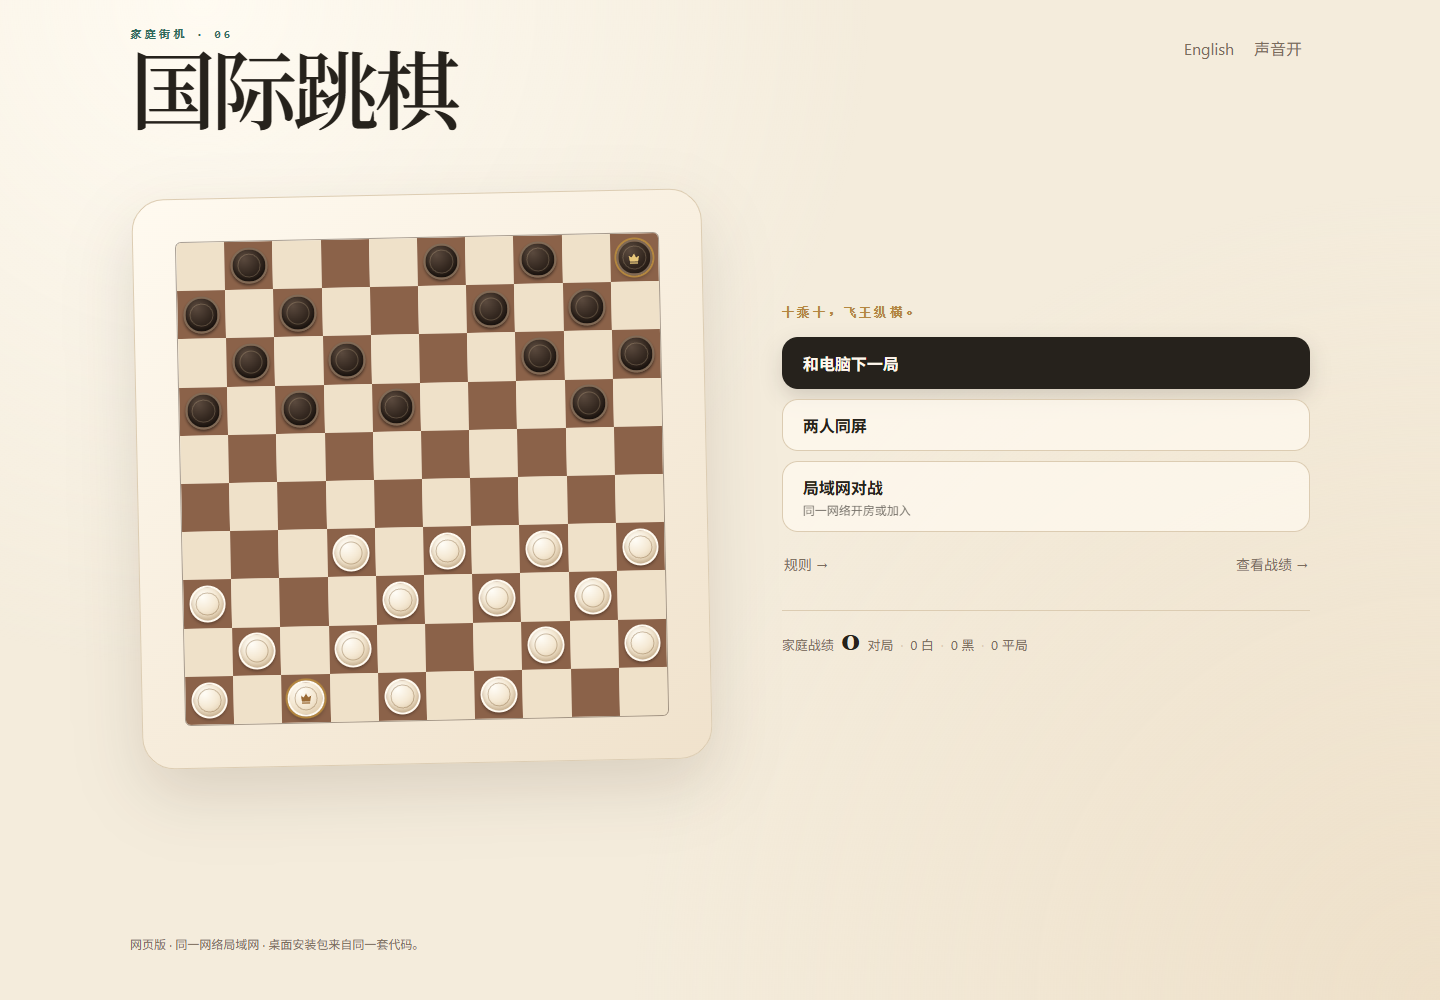 家庭街机 · 06
国际跳棋
English 声音开
十乘十，飞王纵横。
和电脑下一局
两人同屏
局域网对战
同一网络开房或加入
规则 →
查看战绩 →
家庭战绩 0 对局 · 0 白 · 0 黑 · 0 平局
网页版 · 同一网络局域网 · 桌面安装包来自同一套代码。